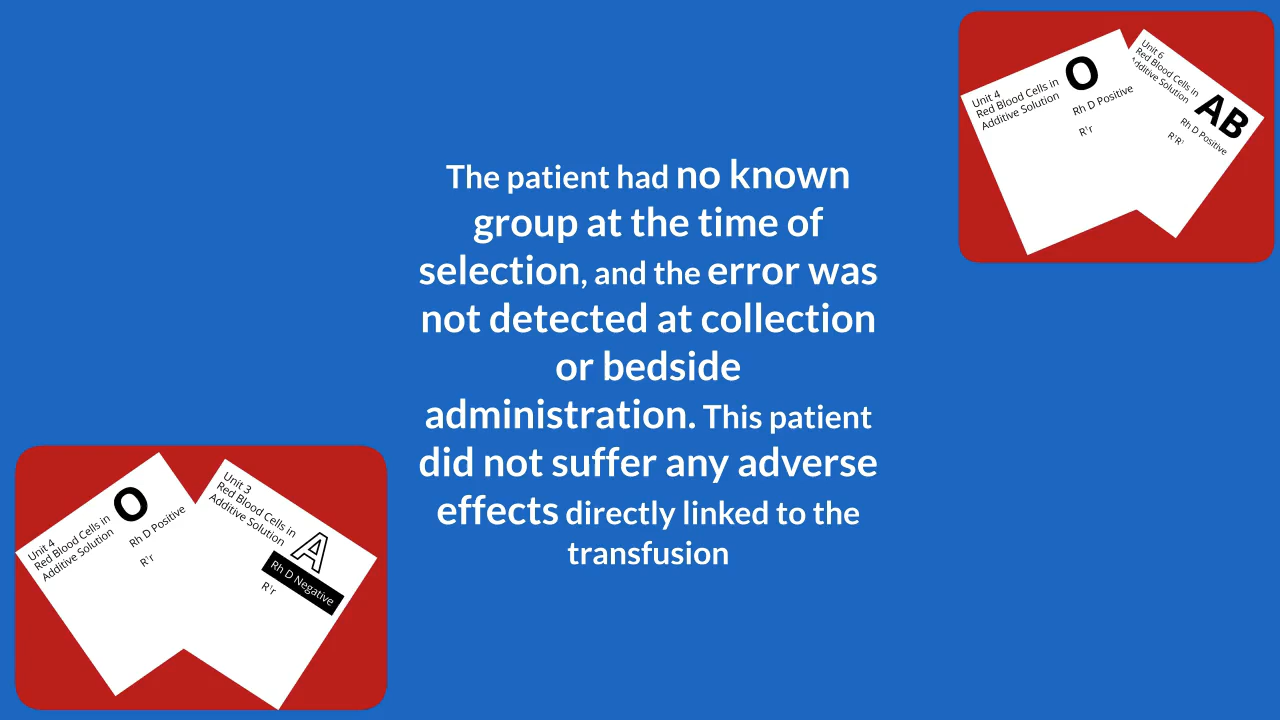 Unit 4
Red Blood Cells in
Additive Solution
O
Rh D Positive
R'r
Unit 6
Red Blood Cells in
Additive Solution
AB
Rh D Positive
R'R'
The patient had no known
group at the time of
selection, and the error was
not detected at collection
or bedside
administration. This patient
did not suffer any adverse
effects directly linked to the
transfusion
Unit 4
Red Blood Cells in
Additive Solution
O
Rh D Positive
R'r
Unit 3
Red Blood Cells in
Additive Solution
A
Rh D Negative
R'r